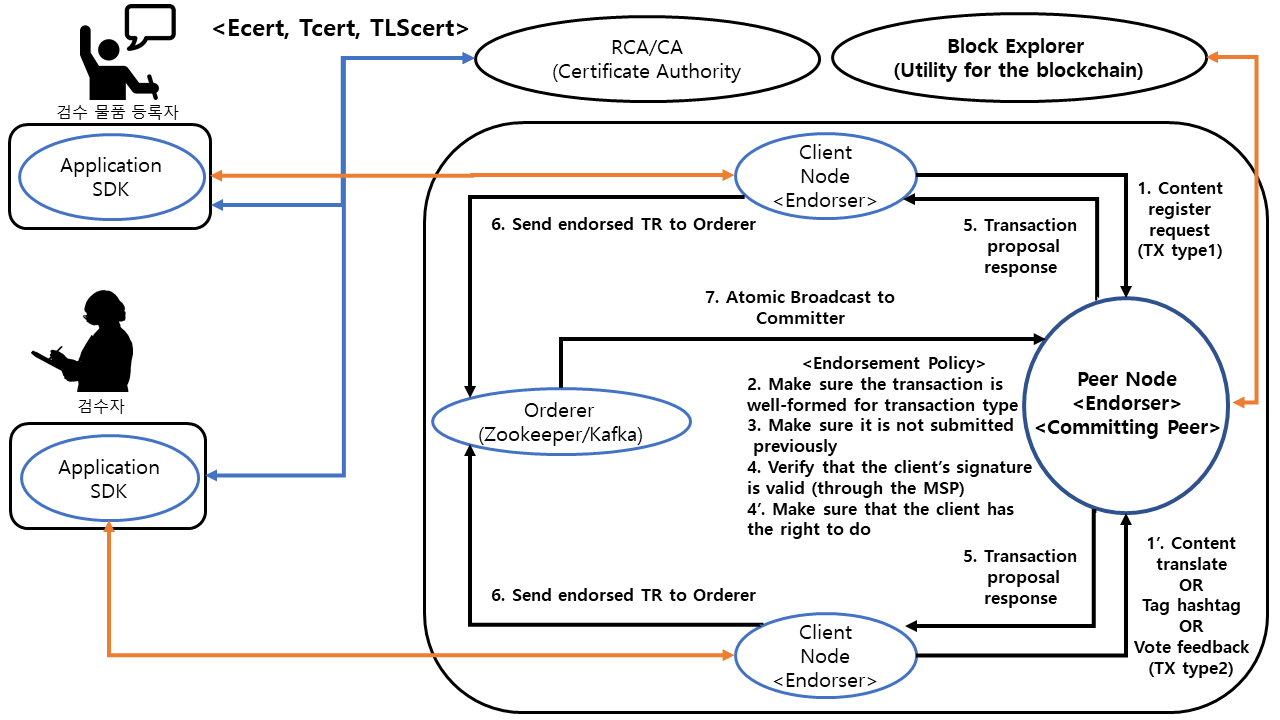 <Ecert, Tcert, TLScert>
RCA/CA
(Certificate Authority
Block Explorer
(Utility for the blockchain)
검수 물품 등록자
Application
SDK
Client
Node
<Endorser>
1. Content
register
request
(TX type1)
6. Send endorsed TR to Orderer
5. Transaction
proposal
response
7. Atomic Broadcast to
Committer
<Endorsement Policy>
2. Make sure the transaction is
well-formed for transaction type
3. Make sure it is not submitted
previously
4. Verify that the client’s signature
is valid (through the MSP)
4’. Make sure that the client has
the right to do
Peer Node
<Endorser>
<Committing Peer>
Orderer
(Zookeeper/Kafka)
검수자
Application
SDK
5. Transaction
proposal
response
1’. Content
translate
OR
Tag hashtag
OR
Vote feedback
(TX type2)
6. Send endorsed TR to Orderer
Client
Node
<Endorser>